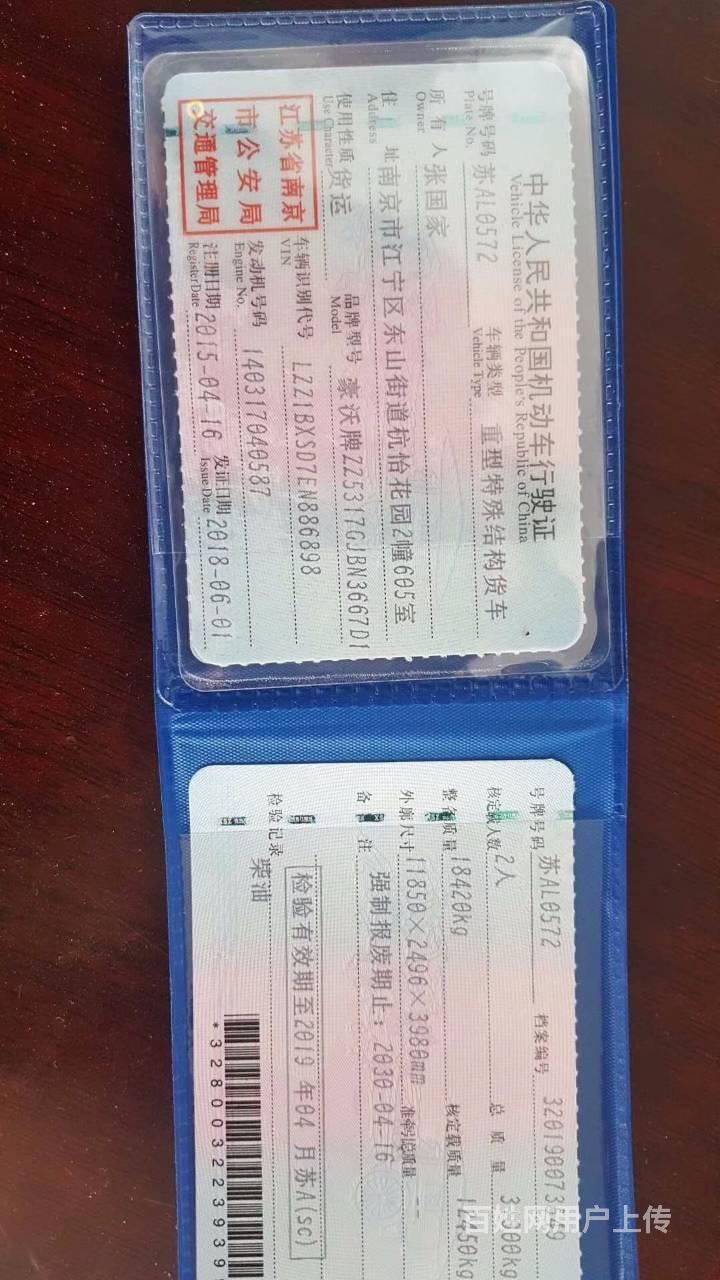 中华人民共和国机动车行驶证
Vehicle License of the People's Republic of China
号牌号码 苏AL0572 车辆类型 重型特殊结构货车
Plate No. Vehicle Type
所有人 张国家
Owner
住址 南京市江宁区东山街道杭怡花园2幢605室
Address
使用性质 货运 品牌型号 豪沃牌ZZ5317GJBN3667D1
Use Character Model
江苏省南京
市公安局
交通管理局
车辆识别代号 LZZ1BXSD7EN886898
VIN
发动机号码 140317040587
Engine No.
注册日期 2015-04-16 发证日期 2018-06-01
Register Date Issue Date
号牌号码 苏AL0572 档案编号
核定载人数 2人 总质量
整备质量 18420kg 核定载质量 12450kg
外廓尺寸 11850×2496×3980mm 准牵引总质量 --
备注 强制报废期止：2030-04-16
检验有效期至2019年04月苏A(sc)
检验记录
柴油
*328003223939
百姓网用户上传